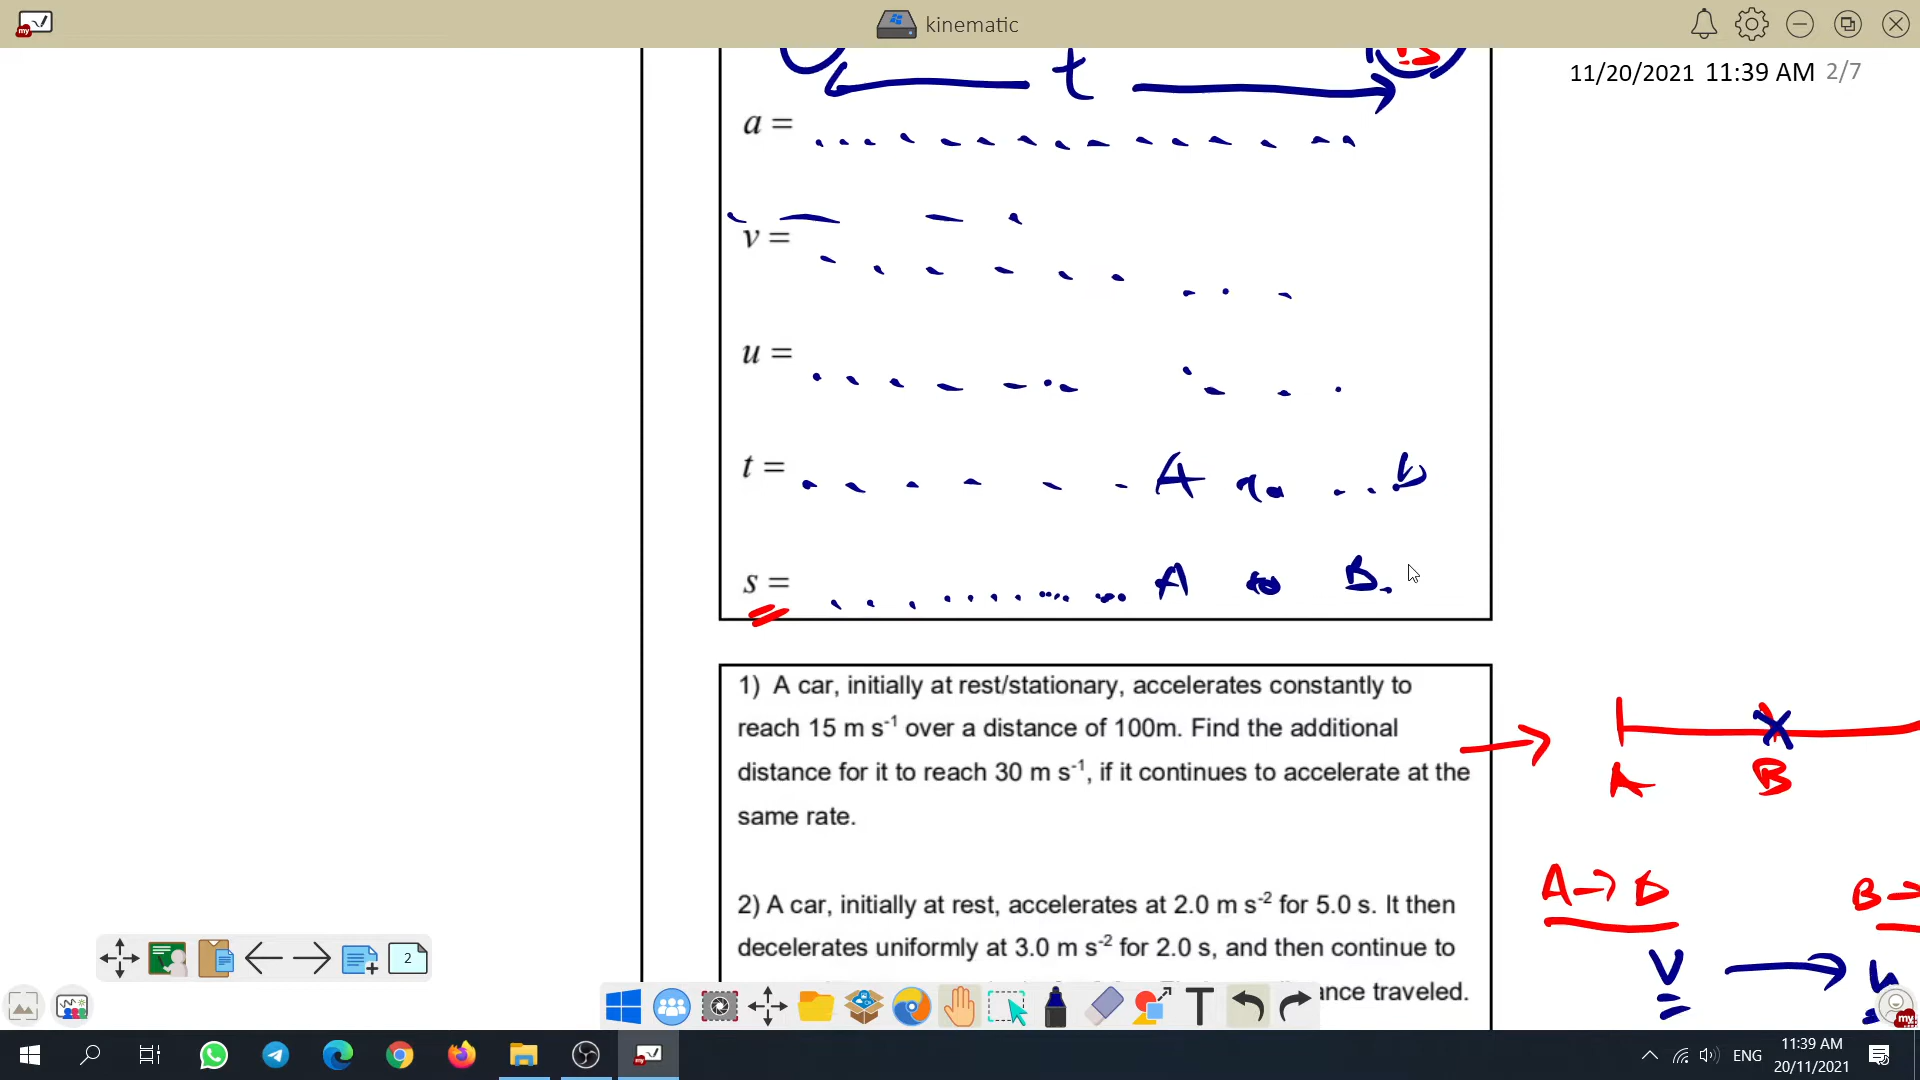 kinematic
11/20/2021 11:39 AM 2/7
t
a =
v =
u =
t = A to B
s = A to B.
1) A car, initially at rest/stationary, accelerates constantly to
reach 15 m s⁻¹ over a distance of 100m. Find the additional
distance for it to reach 30 m s⁻¹, if it continues to accelerate at the
same rate.
A B
2) A car, initially at rest, accelerates at 2.0 m s⁻² for 5.0 s. It then
decelerates uniformly at 3.0 m s⁻² for 2.0 s, and then continue to
ance traveled.
A → B
B →
V → u
2
T
my
ENG
11:39 AM
20/11/2021